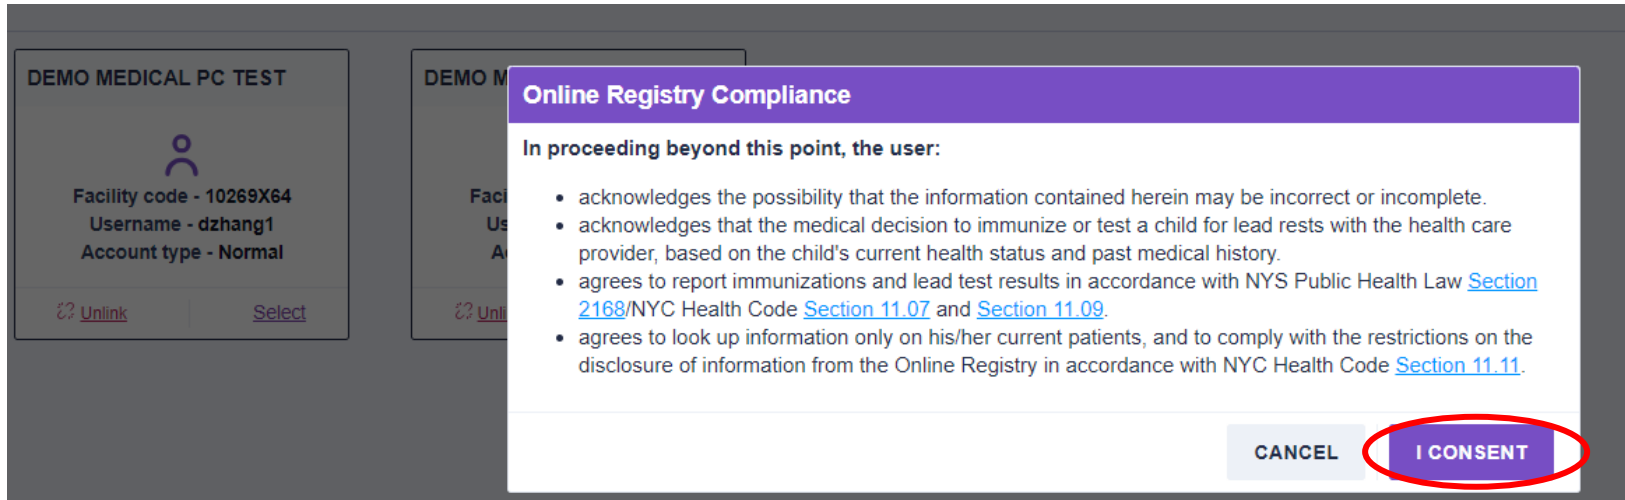 DEMO MEDICAL PC TEST
Facility code - 10269X64
Username - dzhang1
Account type - Normal
Unlink
Select
DEMO M
Faci
Us
A
Unli
Online Registry Compliance
In proceeding beyond this point, the user:
• acknowledges the possibility that the information contained herein may be incorrect or incomplete.
• acknowledges that the medical decision to immunize or test a child for lead rests with the health care
provider, based on the child's current health status and past medical history.
• agrees to report immunizations and lead test results in accordance with NYS Public Health Law Section
2168/NYC Health Code Section 11.07 and Section 11.09.
• agrees to look up information only on his/her current patients, and to comply with the restrictions on the
disclosure of information from the Online Registry in accordance with NYC Health Code Section 11.11.
CANCEL
I CONSENT